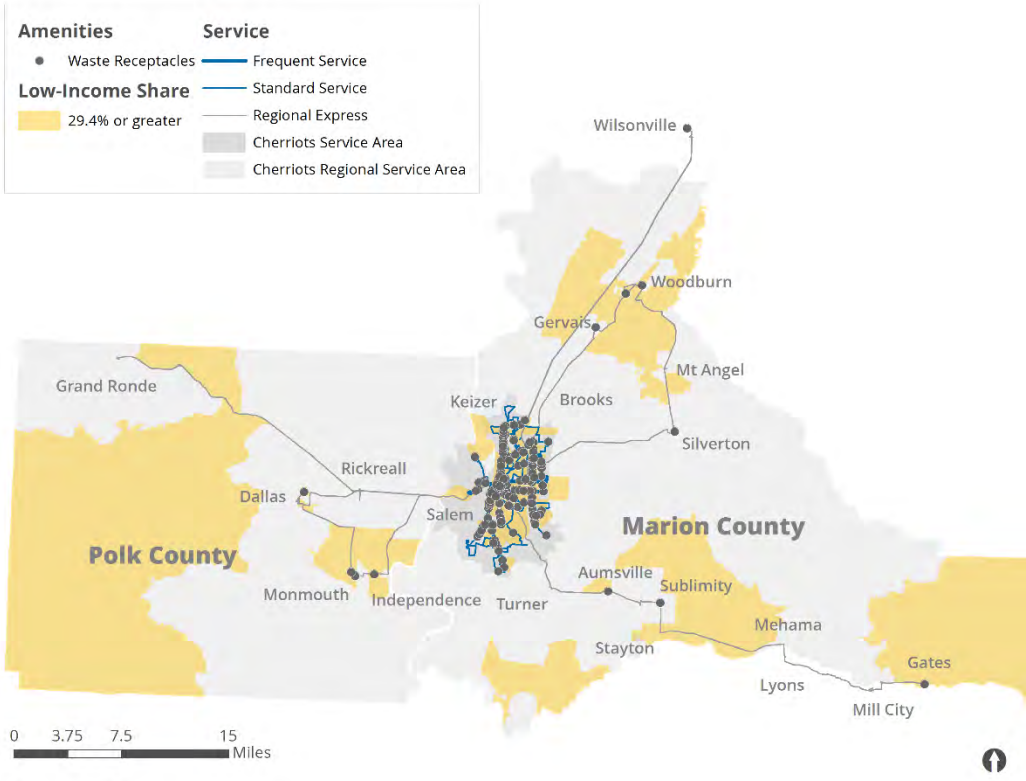 Amenities
Waste Receptacles
Low-Income Share
29.4% or greater
Service
Frequent Service
Standard Service
Regional Express
Cherriots Service Area
Cherriots Regional Service Area
Wilsonville
Woodburn
Gervais
Mt Angel
Grand Ronde
Keizer
Brooks
Silverton
Rickreall
Dallas
Salem
Marion County
Polk County
Aumsville
Sublimity
Monmouth
Independence
Turner
Mehama
Stayton
Gates
Lyons
Mill City
0 3.75 7.5 15
Miles